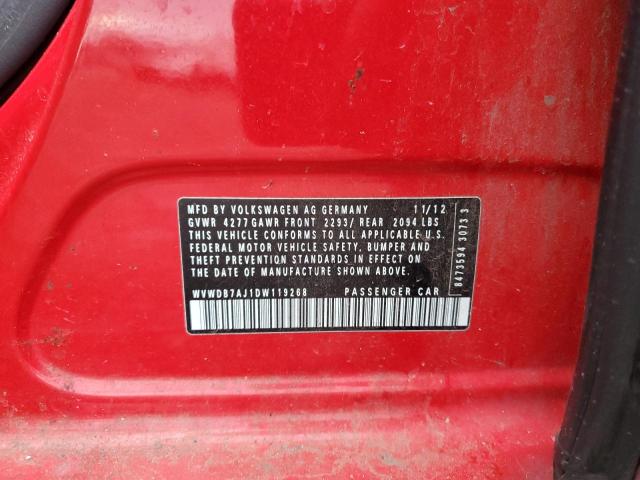 MFD BY VOLKSWAGEN AG GERMANY 11/12
GVWR 4277 GAWR FRONT 2293/ REAR 2094 LBS
THIS VEHICLE CONFORMS TO ALL APPLICABLE U.S.
FEDERAL MOTOR VEHICLE SAFETY, BUMPER AND
THEFT PREVENTION STANDARDS IN EFFECT ON
THE DATE OF MANUFACTURE SHOWN ABOVE.
WVWDB7AJ1DW119268 PASSENGER CAR
8473594 3073 3